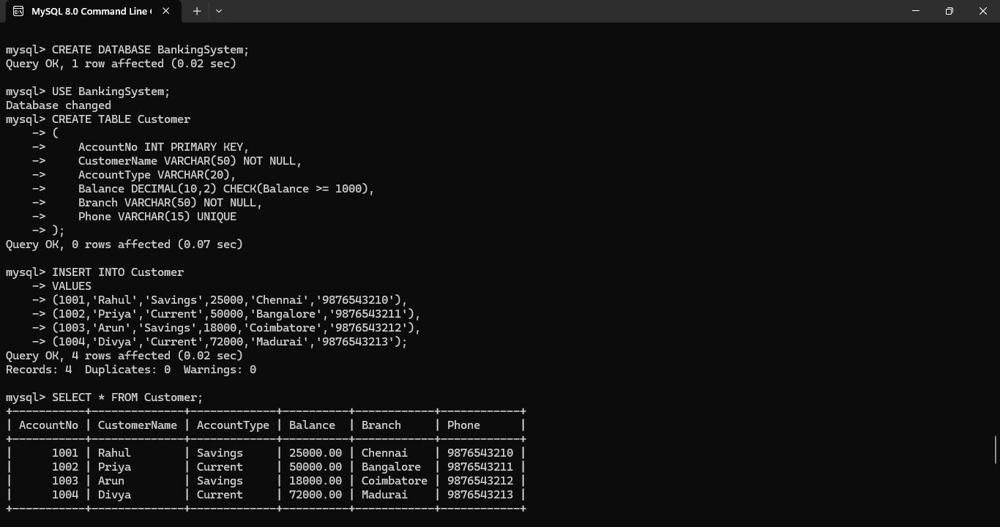 MySQL 8.0 Command Line
mysql> CREATE DATABASE BankingSystem;
Query OK, 1 row affected (0.02 sec)
mysql> USE BankingSystem;
Database changed
mysql> CREATE TABLE Customer
    -> (
    ->     AccountNo INT PRIMARY KEY,
    ->     CustomerName VARCHAR(50) NOT NULL,
    ->     AccountType VARCHAR(20),
    ->     Balance DECIMAL(10,2) CHECK(Balance >= 1000),
    ->     Branch VARCHAR(50) NOT NULL,
    ->     Phone VARCHAR(15) UNIQUE
    -> );
Query OK, 0 rows affected (0.07 sec)
mysql> INSERT INTO Customer
    -> VALUES
    -> (1001,'Rahul','Savings',25000,'Chennai','9876543210'),
    -> (1002,'Priya','Current',50000,'Bangalore','9876543211'),
    -> (1003,'Arun','Savings',18000,'Coimbatore','9876543212'),
    -> (1004,'Divya','Current',72000,'Madurai','9876543213');
Query OK, 4 rows affected (0.02 sec)
Records: 4  Duplicates: 0  Warnings: 0
mysql> SELECT * FROM Customer;
+-----------+--------------+-------------+----------+------------+------------+
| AccountNo | CustomerName | AccountType | Balance  | Branch     | Phone      |
+-----------+--------------+-------------+----------+------------+------------+
|      1001 | Rahul        | Savings     | 25000.00 | Chennai    | 9876543210 |
|      1002 | Priya        | Current     | 50000.00 | Bangalore  | 9876543211 |
|      1003 | Arun         | Savings     | 18000.00 | Coimbatore | 9876543212 |
|      1004 | Divya        | Current     | 72000.00 | Madurai    | 9876543213 |
+-----------+--------------+-------------+----------+------------+------------+